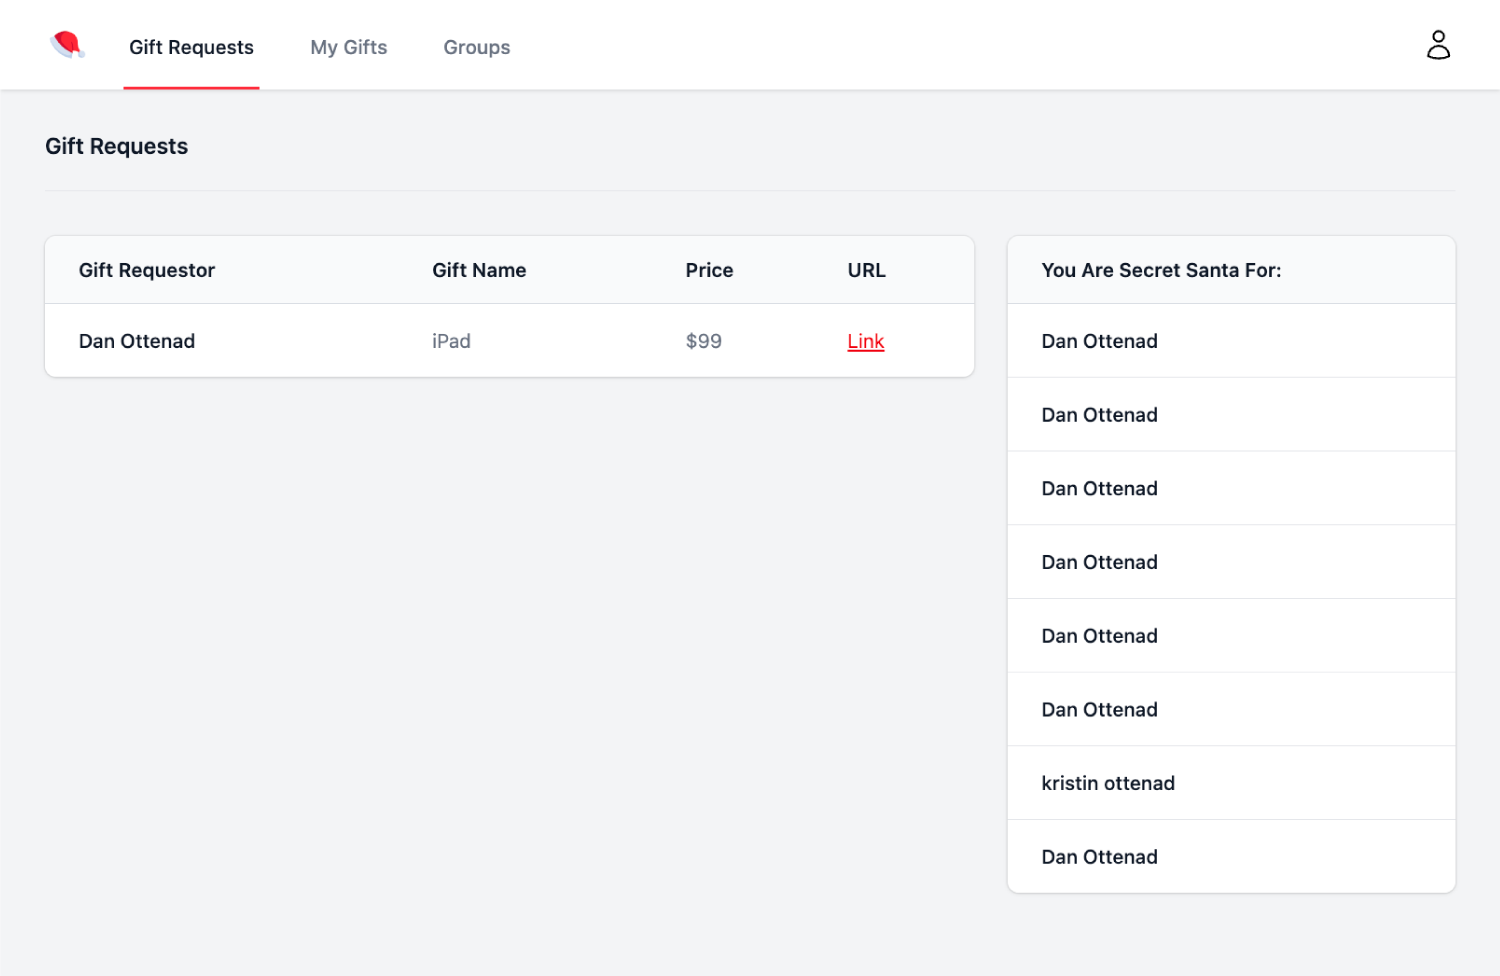 Gift Requests My Gifts Groups
Gift Requests
Gift Requestor Gift Name Price URL
Dan Ottenad iPad $99 Link
You Are Secret Santa For:
Dan Ottenad
Dan Ottenad
Dan Ottenad
Dan Ottenad
Dan Ottenad
Dan Ottenad
kristin ottenad
Dan Ottenad